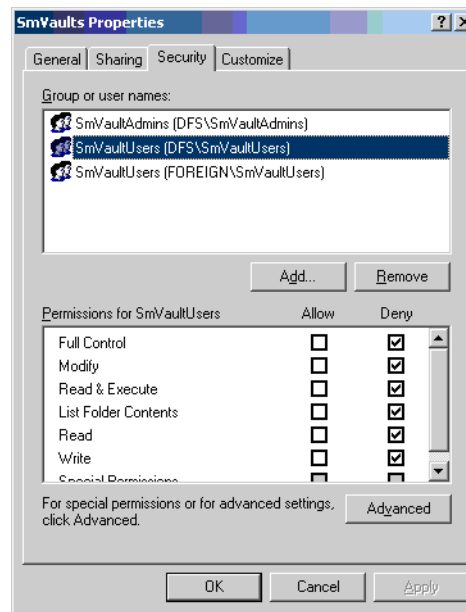 SmVaults Properties
General Sharing Security Customize
Group or user names:
SmVaultAdmins (DFS\SmVaultAdmins)
SmVaultUsers (DFS\SmVaultUsers)
SmVaultUsers (FOREIGN\SmVaultUsers)
Add... Remove
Permissions for SmVaultUsers Allow Deny
Full Control
Modify
Read & Execute
List Folder Contents
Read
Write
Special Permissions
For special permissions or for advanced settings,
click Advanced.
Advanced
OK Cancel Apply